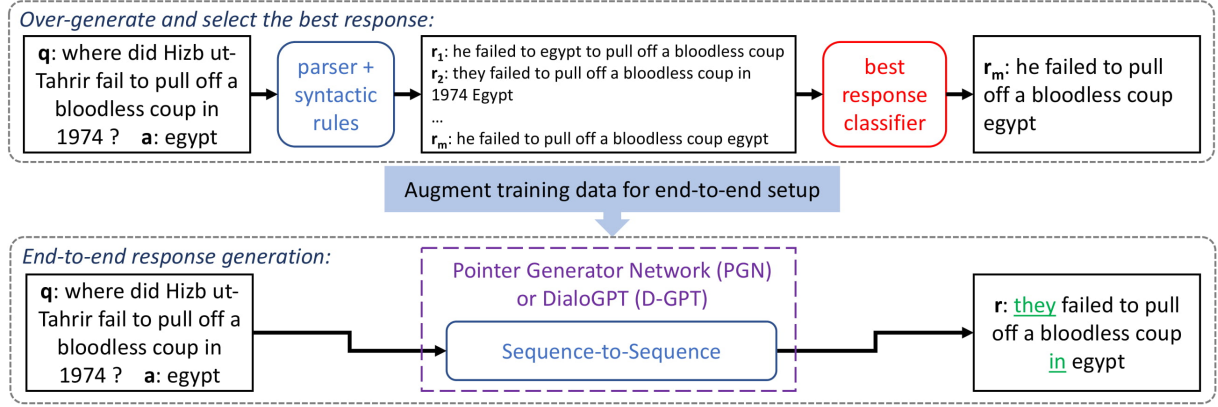 Over-generate and select the best response:
q: where did Hizb ut-
Tahrir fail to pull off a
bloodless coup in
1974 ? a: egypt
parser +
syntactic
rules
r1: he failed to egypt to pull off a bloodless coup
r2: they failed to pull off a bloodless coup in
1974 Egypt
...
rm: he failed to pull off a bloodless coup egypt
best
response
classifier
rm: he failed to pull
off a bloodless coup
egypt
Augment training data for end-to-end setup
End-to-end response generation:
q: where did Hizb ut-
Tahrir fail to pull off a
bloodless coup in
1974 ? a: egypt
Pointer Generator Network (PGN)
or DialoGPT (D-GPT)
Sequence-to-Sequence
r: they failed to pull
off a bloodless coup
in egypt